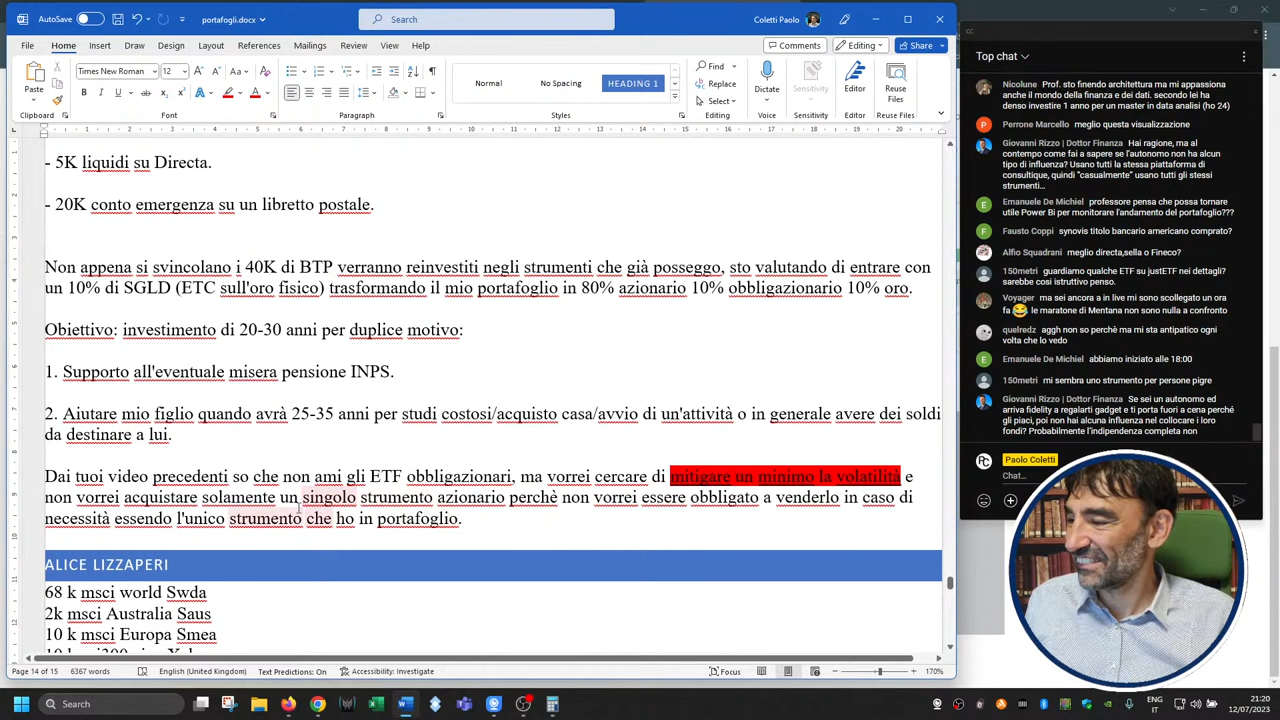 AutoSave
Off
portafogli.docx
Search
Coletti Paolo
File
Home
Insert
Draw
Design
Layout
References
Mailings
Review
View
Help
Comments
Editing
Share
Paste
Times New Roman
12
Normal
No Spacing
HEADING 1
Find
Replace
Select
Dictate
Sensitivity
Editor
Reuse
Files
Clipboard
Font
Paragraph
Styles
Editing
Voice
Sensitivity
Editor
Reuse Files
- 5K liquidi su Directa.
- 20K conto emergenza su un libretto postale.
Non appena si svincolano i 40K di BTP verranno reinvestiti negli strumenti che già posseggo, sto valutando di entrare con
un 10% di SGLD (ETC sull'oro fisico) trasformando il mio portafoglio in 80% azionario 10% obbligazionario 10% oro.
Obiettivo: investimento di 20-30 anni per duplice motivo:
1. Supporto all'eventuale misera pensione INPS.
2. Aiutare mio figlio quando avrà 25-35 anni per studi costosi/acquisto casa/avvio di un'attività o in generale avere dei soldi
da destinare a lui.
Dai tuoi video precedenti so che non ami gli ETF obbligazionari, ma vorrei cercare di mitigare un minimo la volatilità e
non vorrei acquistare solamente un singolo strumento azionario perchè non vorrei essere obbligato a venderlo in caso di
necessità essendo l'unico strumento che ho in portafoglio.
ALICE LIZZAPERI
68 k msci world Swda
2k msci Australia Saus
10 k msci Europa Smea
Page 14 of 15
6367 words
English (United Kingdom)
Text Predictions: On
Accessibility: Investigate
Focus
170%
Top chat
Nicolune Prof. sto finendo architettura ma mi appassiona
anche il mondo della finanza e dei dati. secondo lei ha
denso investire 1 anno per un master in data analisi (ho 24)
Perrone Marcello meglio questa visualizzazione
Giovanni Rizzo | Dottor Finanza Hai ragione, ma al
contempo come fai a sapere se l'autonomo non ha alcun
tipo di influenza? Usano tutti la stessa piattaforma di
consultique, quindi "casualmente" usano tutti gli stessi
strumenti...
Emanuele De Michiel professore pensa che possa tornare
utile Power Bi per monitorare l'andamento del portafoglio???
Fausto Coppi synovis titolo bancario americano comprato?
Alfio Squadrani meglio directa,sella o Fineco?
150metri guardiamo qualche ETF su justETF nei dettagli?
sarebbe cosi istruttivo penso.
Voyager ma sei ancora a in live mi sono scollegato un ora
fa 😂 le maratone di Mentana non sono nulla a confronto
quelredz aggh non so perchè ma mi sta antipatico ogni
volta che lo vedo
Emanuele De Michiel abbiamo iniziato alle 18:00
150metri mi sembra uno strumento per persone pigre
Giovanni Rizzo | Dottor Finanza Se sei un autonomo ed
arriva fidelity a regalarti gadget e ti porta fuori a cena perché
gli piaci, poi non hai alcuna influenza nel collocare i loro
fondi? Probabilmente l'indipendenza completa non
Paolo Coletti
Search
ENG
IT
21:20
12/07/2023